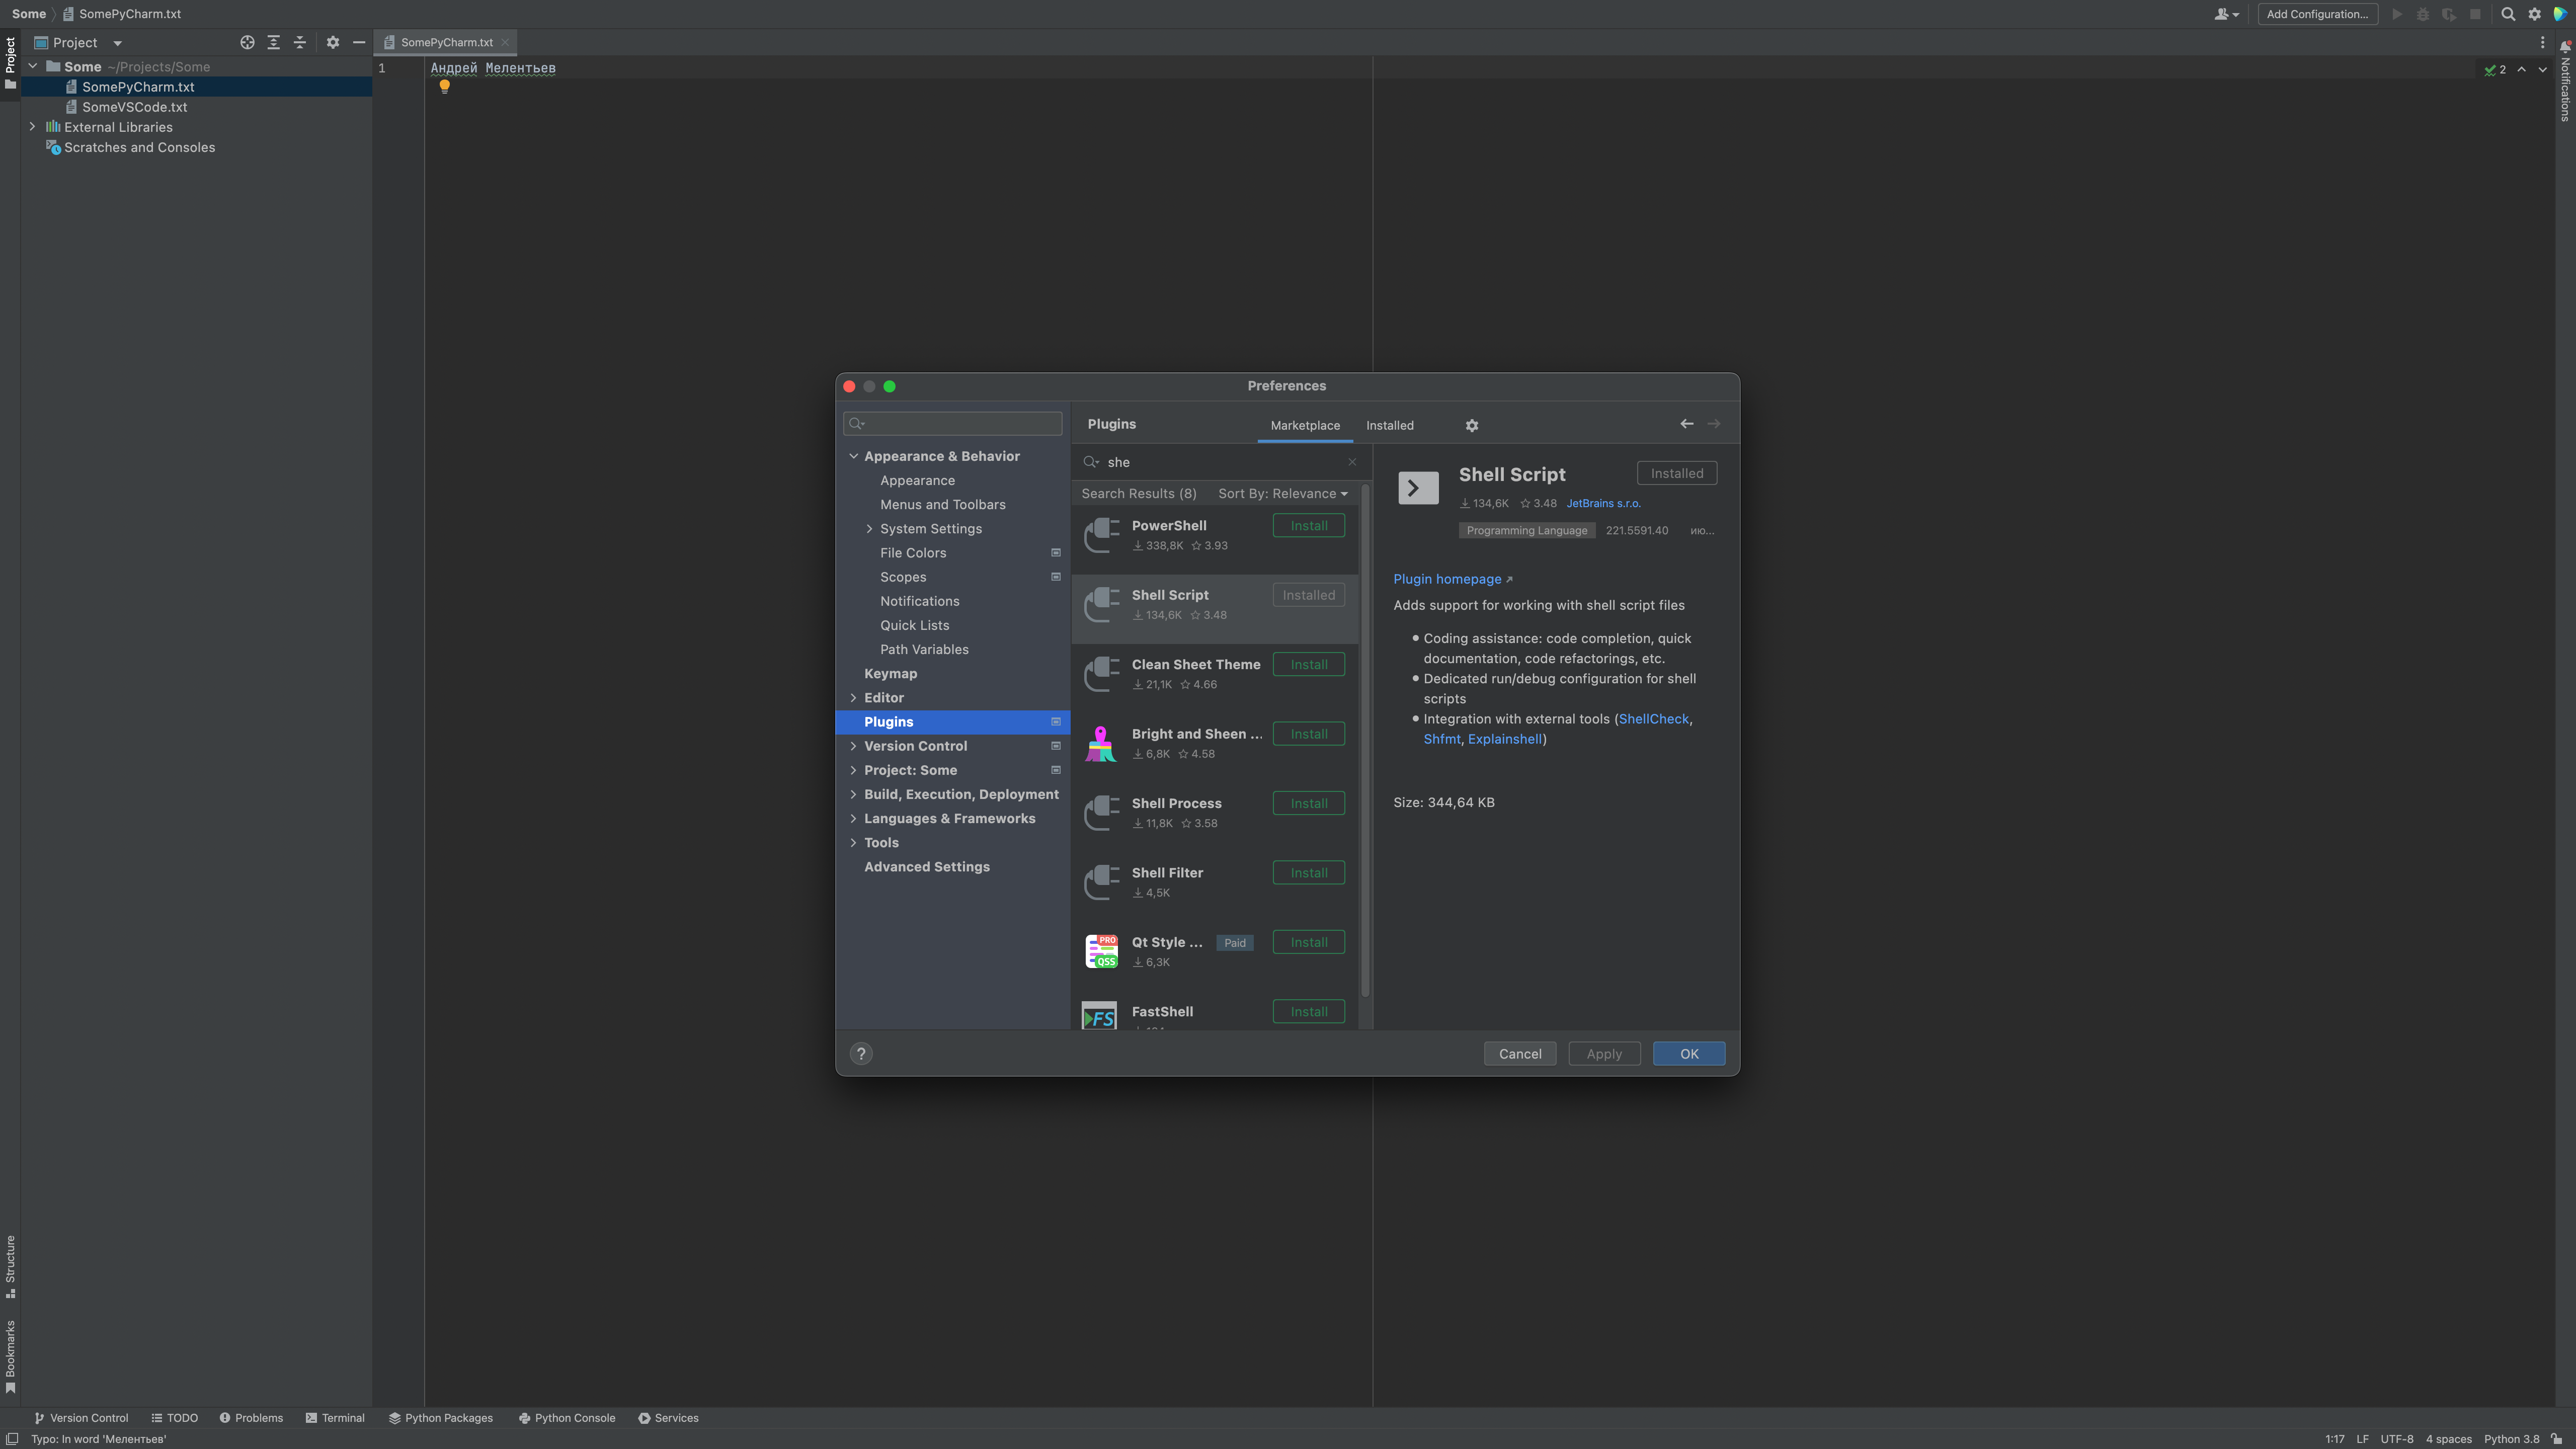 Some
SomePyCharm.txt
Add Configuration...
Project
Project
SomePyCharm.txt
Some ~/Projects/Some
SomePyCharm.txt
SomeVSCode.txt
External Libraries
Scratches and Consoles
1
Андрей Мелентьев
2
Notifications
Preferences
Appearance & Behavior
Appearance
Menus and Toolbars
System Settings
File Colors
Scopes
Notifications
Quick Lists
Path Variables
Keymap
Editor
Plugins
Version Control
Project: Some
Build, Execution, Deployment
Languages & Frameworks
Tools
Advanced Settings
Plugins
Marketplace
Installed
she
Search Results (8)
Sort By: Relevance
PowerShell
Install
338,8K 3.93
Shell Script
Installed
134,6K 3.48
Clean Sheet Theme
Install
21,1K 4.66
Bright and Sheen ...
Install
6,8K 4.58
Shell Process
Install
11,8K 3.58
Shell Filter
Install
4,5K
PRO
QSS
Qt Style ...
Paid
Install
6,3K
FS
FastShell
Install
Shell Script
Installed
134,6K 3.48 JetBrains s.r.o.
Programming Language 221.5591.40 ию...
Plugin homepage
Adds support for working with shell script files
Coding assistance: code completion, quick
documentation, code refactorings, etc.
Dedicated run/debug configuration for shell
scripts
Integration with external tools (ShellCheck,
Shfmt, Explainshell)
Size: 344,64 KB
?
Cancel
Apply
OK
Structure
Bookmarks
Version Control
TODO
Problems
Terminal
Python Packages
Python Console
Services
Typo: In word 'Мелентьев'
1:17 LF UTF-8 4 spaces Python 3.8